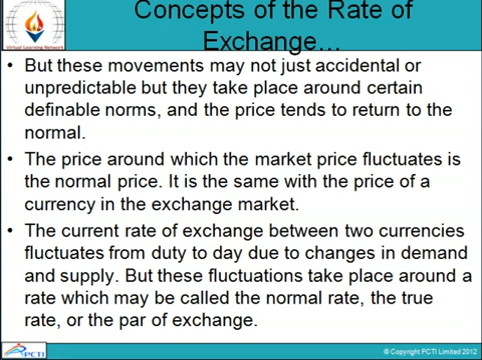 Concepts of the Rate of
Exchange…
Virtual Learning Network
• But these movements may not just accidental or
unpredictable but they take place around certain
definable norms, and the price tends to return to the
normal.
• The price around which the market price fluctuates is
the normal price. It is the same with the price of a
currency in the exchange market.
• The current rate of exchange between two currencies
fluctuates from duty to day due to changes in demand
and supply. But these fluctuations take place around a
rate which may be called the normal rate, the true
rate, or the par of exchange.
PCTI
© Copyright PCTI Limited 2012